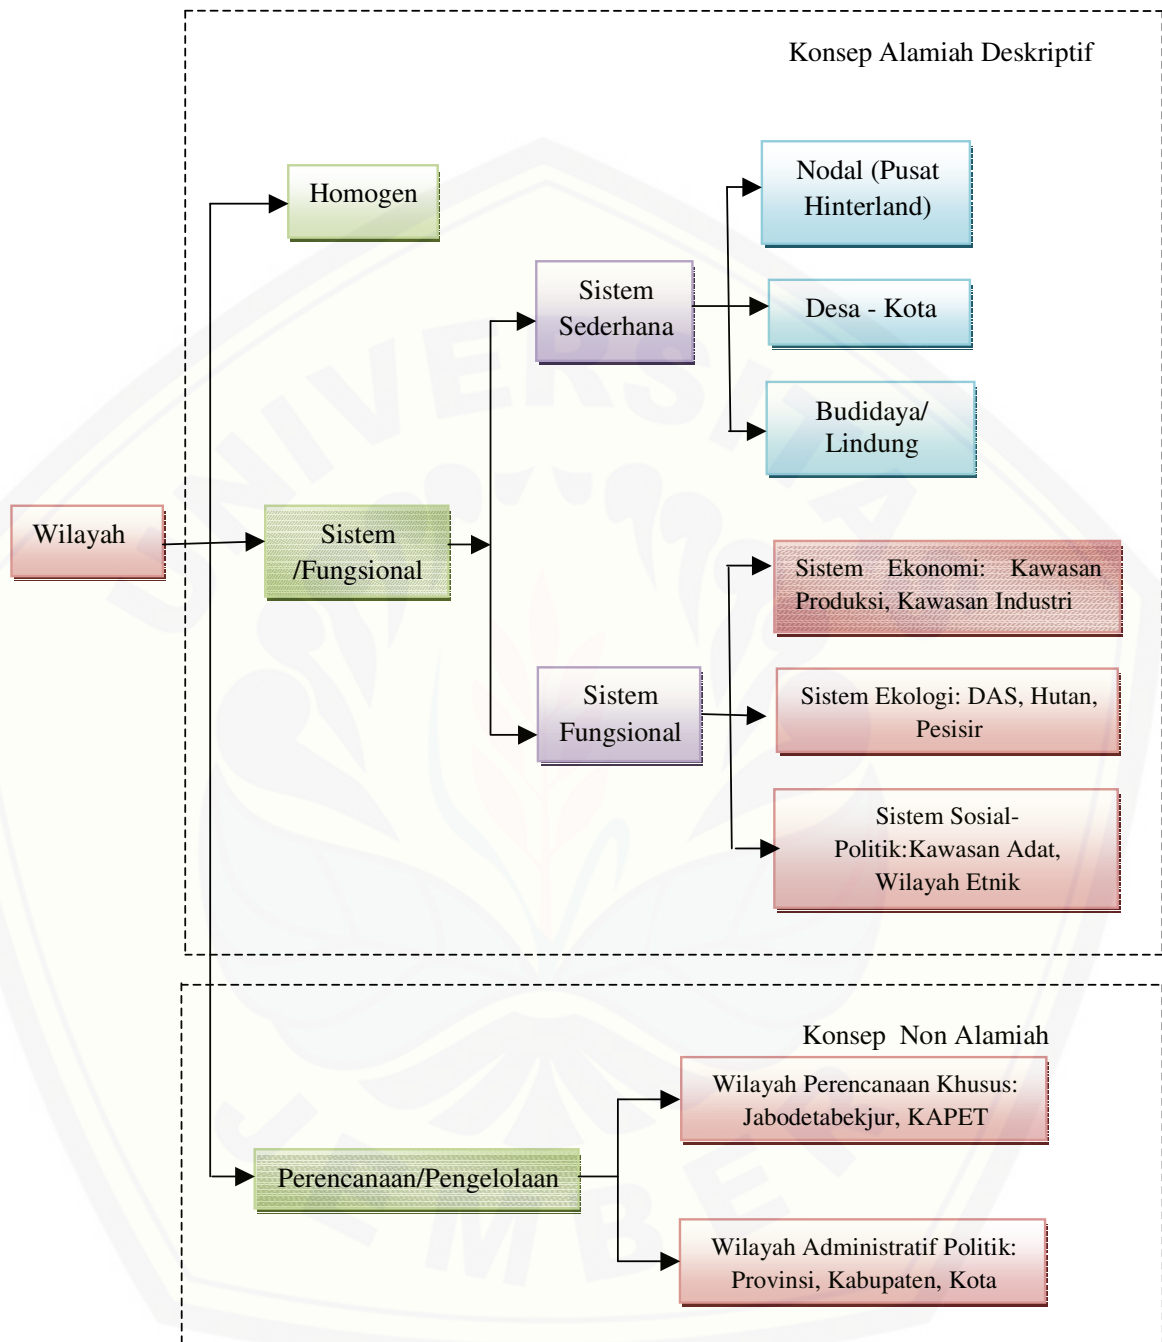 Konsep Alamiah Deskriptif
Homogen
Nodal (Pusat
Hinterland)
Sistem
Sederhana
Desa - Kota
Budidaya/
Lindung
Wilayah
Sistem
/Fungsional
Sistem Ekonomi: Kawasan
Produksi, Kawasan Industri
Sistem
Fungsional
Sistem Ekologi: DAS, Hutan,
Pesisir
Sistem Sosial-
Politik:Kawasan Adat,
Wilayah Etnik
Konsep Non Alamiah
Wilayah Perencanaan Khusus:
Jabodetabekjur, KAPET
Perencanaan/Pengelolaan
Wilayah Administratif Politik:
Provinsi, Kabupaten, Kota
UNIVERSITAS
JEMBER